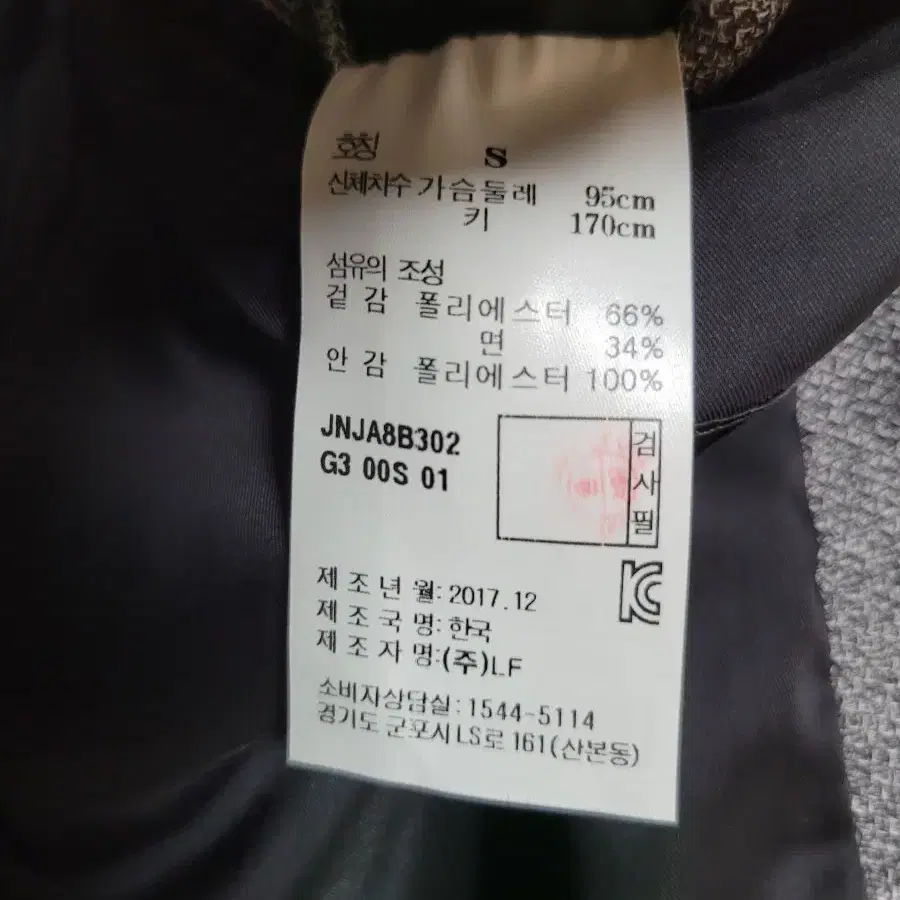 호칭 S
신체치수 가슴둘레 95cm
키 170cm
섬유의 조성
겉감 폴리에스터 66%
면 34%
안감 폴리에스터 100%
JNJA8B302
G3 00S 01
검사필
KC
제조년월: 2017.12
제조국명: 한국
제조자명: (주)LF
소비자상담실: 1544-5114
경기도 군포시 LS로 161(산본동)